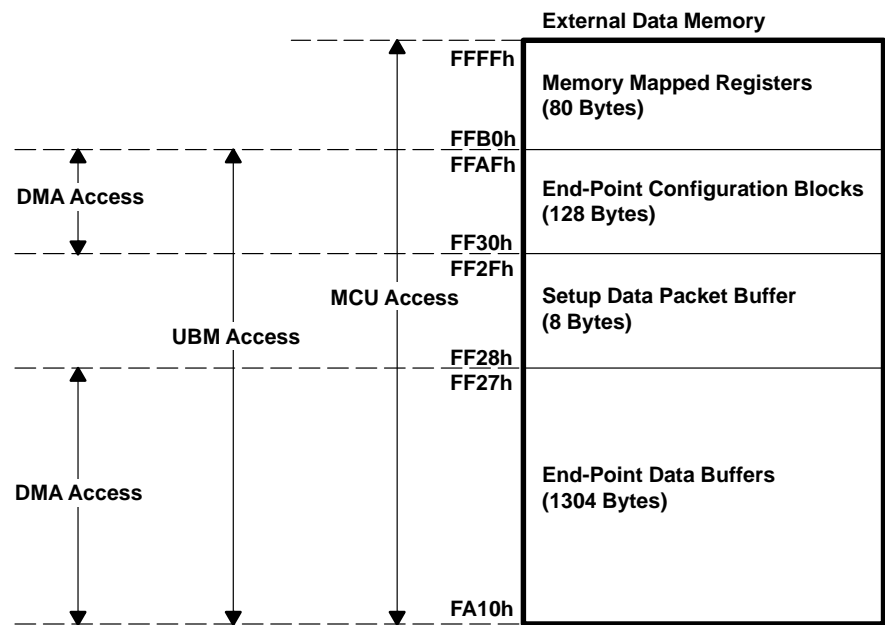 External Data Memory
FFFFh
Memory Mapped Registers
(80 Bytes)
FFB0h
FFAFh
DMA Access
End-Point Configuration Blocks
(128 Bytes)
FF30h
FF2Fh
MCU Access
Setup Data Packet Buffer
(8 Bytes)
UBM Access
FF28h
FF27h
DMA Access
End-Point Data Buffers
(1304 Bytes)
FA10h